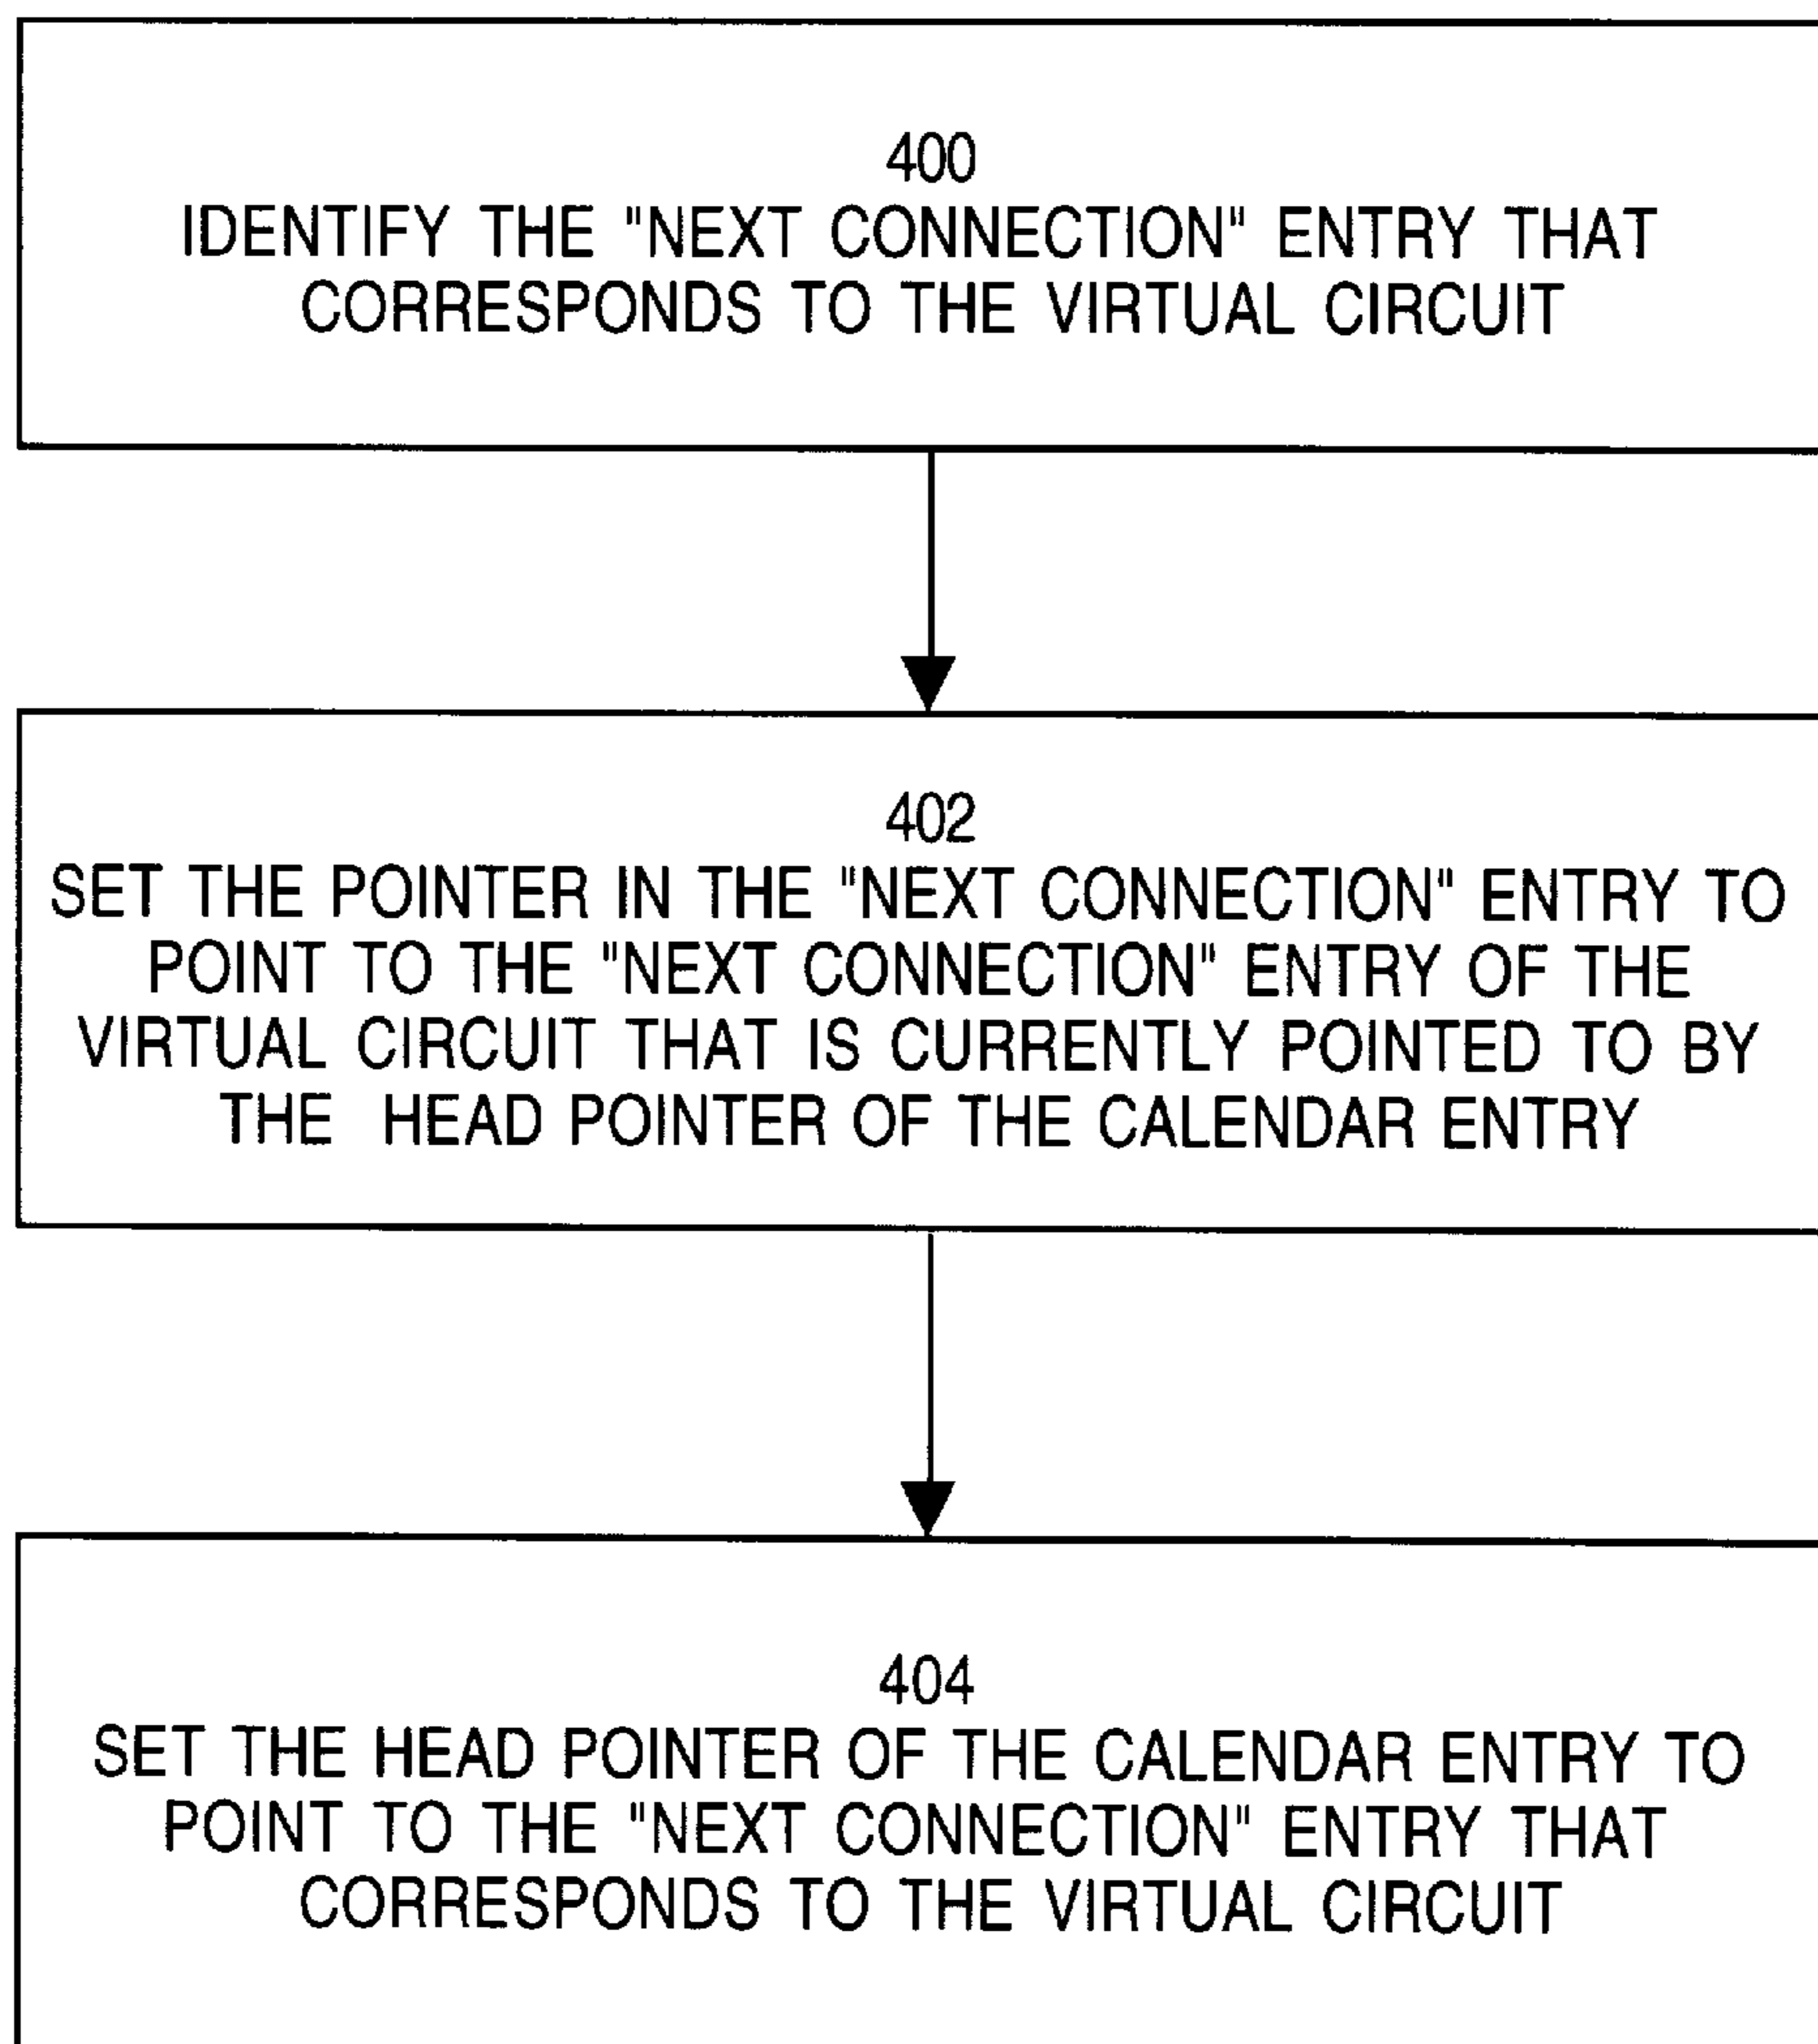 400
IDENTIFY THE "NEXT CONNECTION" ENTRY THAT
CORRESPONDS TO THE VIRTUAL CIRCUIT
402
SET THE POINTER IN THE "NEXT CONNECTION" ENTRY TO
POINT TO THE "NEXT CONNECTION" ENTRY OF THE
VIRTUAL CIRCUIT THAT IS CURRENTLY POINTED TO BY
THE HEAD POINTER OF THE CALENDAR ENTRY
404
SET THE HEAD POINTER OF THE CALENDAR ENTRY TO
POINT TO THE "NEXT CONNECTION" ENTRY THAT
CORRESPONDS TO THE VIRTUAL CIRCUIT